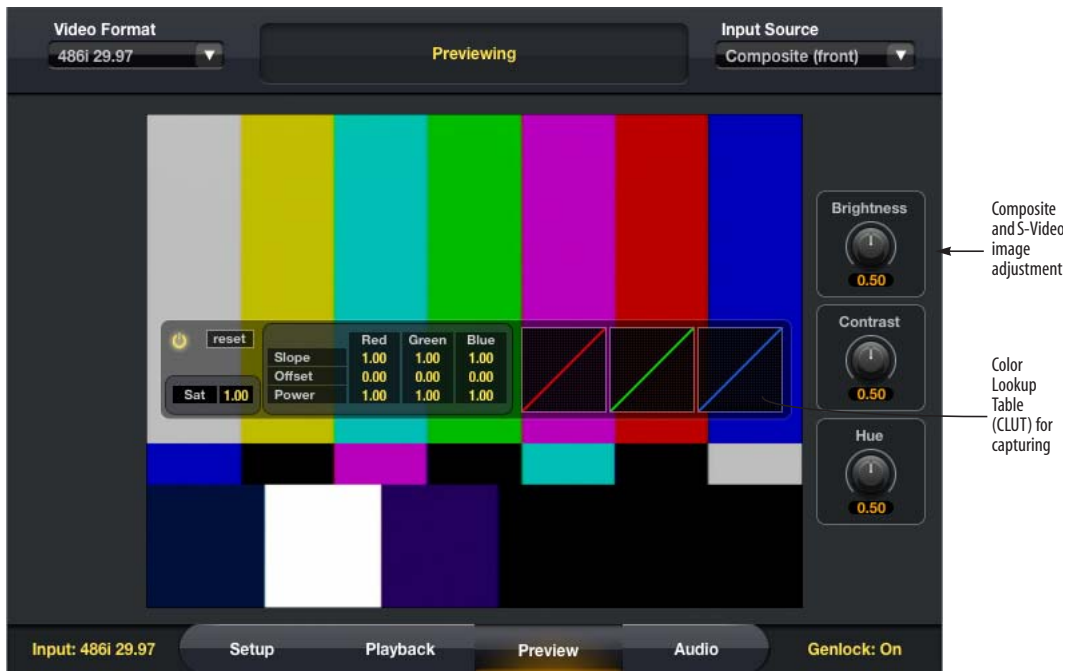 Video Format
486i 29.97
Previewing
Input Source
Composite (front)
Brightness
0.50
Composite
and S-Video
image
adjustment
reset
Sat 1.00
Red Green Blue
Slope 1.00 1.00 1.00
Offset 0.00 0.00 0.00
Power 1.00 1.00 1.00
Contrast
0.50
Color
Lookup
Table
(CLUT) for
capturing
Hue
0.50
Input: 486i 29.97
Setup
Playback
Preview
Audio
Genlock: On